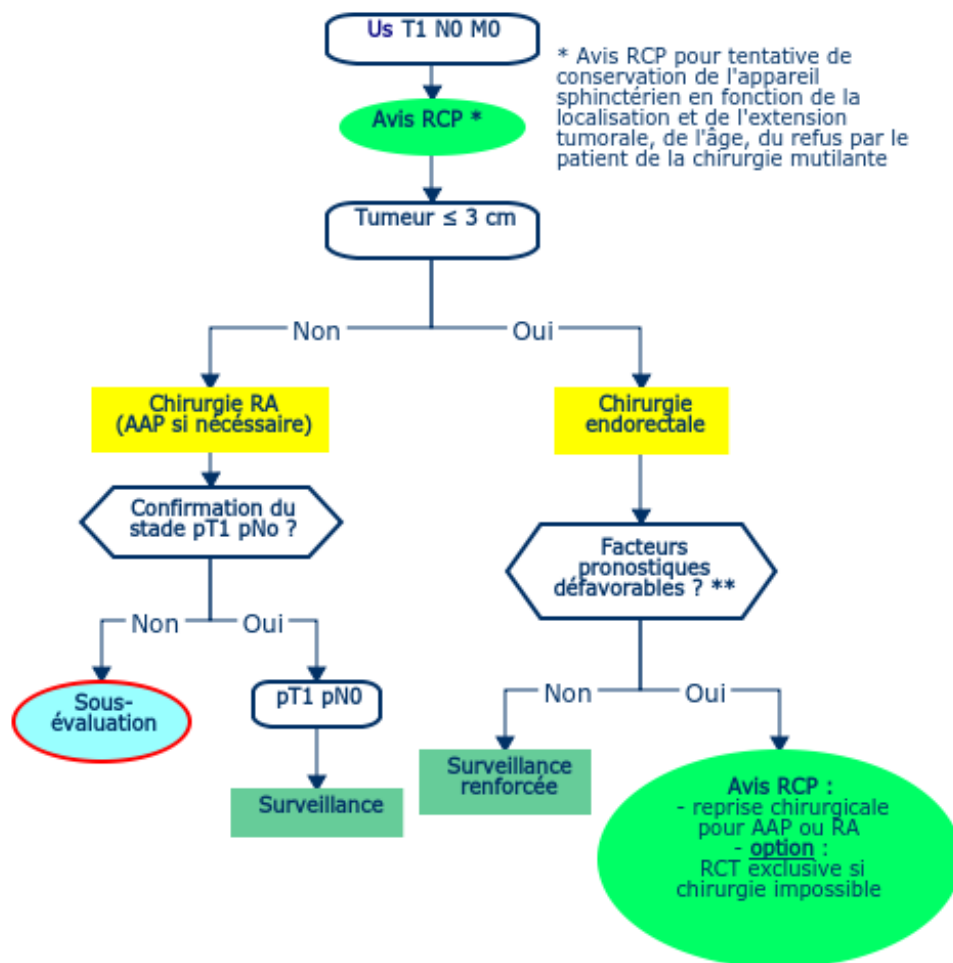 Us T1 N0 M0
* Avis RCP pour tentative de
conservation de l'appareil
sphinctérien en fonction de la
localisation et de l'extension
tumorale, de l'âge, du refus par le
patient de la chirurgie mutilante
Avis RCP *
Tumeur ≤ 3 cm
Non
Oui
Chirurgie RA
(AAP si nécéssaire)
Chirurgie
endorectale
Confirmation du
stade pT1 pNo ?
Facteurs
pronostiques
défavorables ? **
Non
Oui
Sous-
évaluation
pT1 pN0
Surveillance
Non
Oui
Surveillance
renforcée
Avis RCP :
- reprise chirurgicale
pour AAP ou RA
- option :
RCT exclusive si
chirurgie impossible